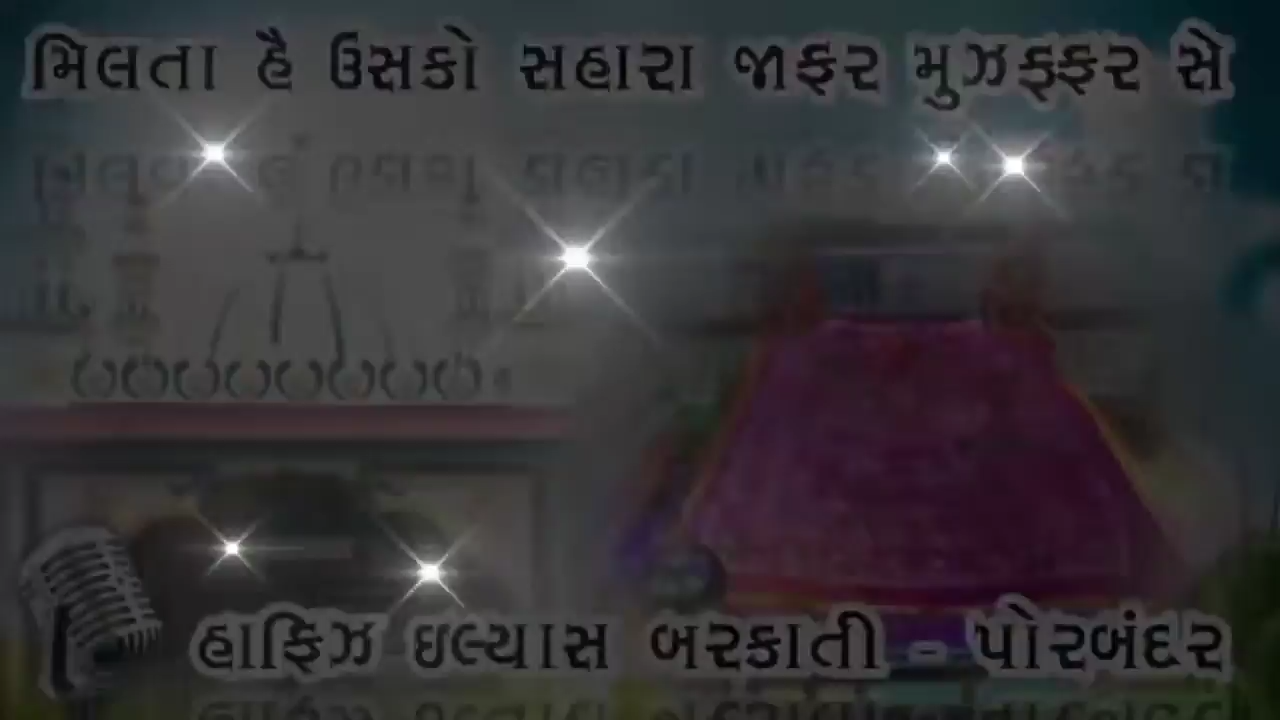 મિલતા હૈ ઉસકો સહારા જાફર મુઝફ્ફર સે
હાફિઝ ઇલ્યાસ બરકાતી - પોરબંદર